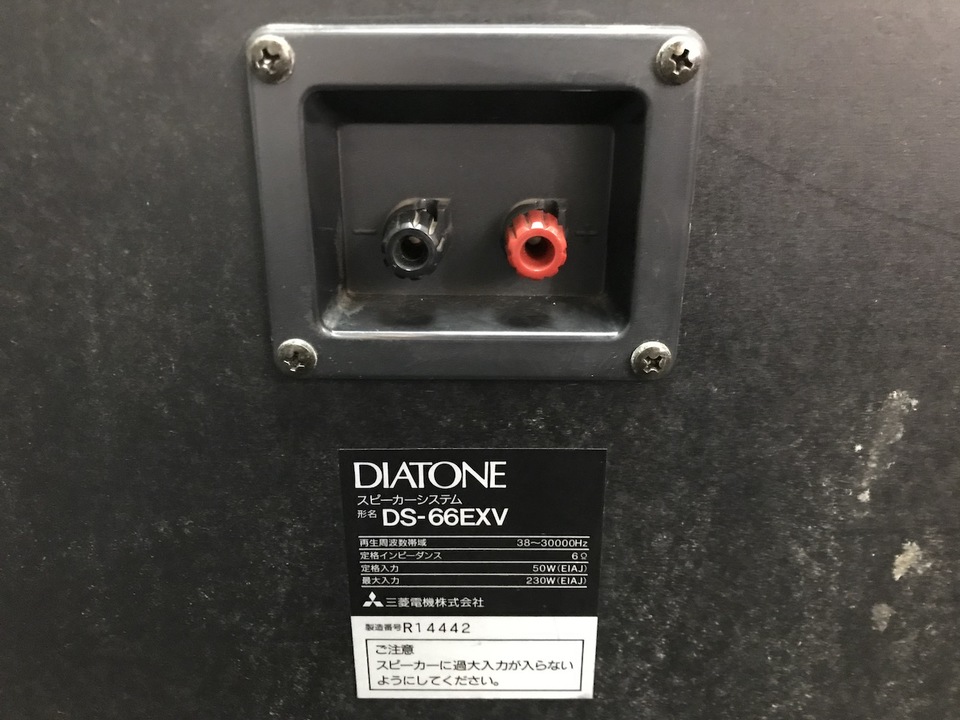 − +
DIATONE
スピーカーシステム
形名 DS-66EXV
再生周波数帯域 38〜30000Hz
定格インピーダンス 6Ω
定格入力 50W(EIAJ)
最大入力 230W(EIAJ)
三菱電機株式会社
製造番号 R14442
ご注意
スピーカーに過大入力が入らない
ようにしてください。